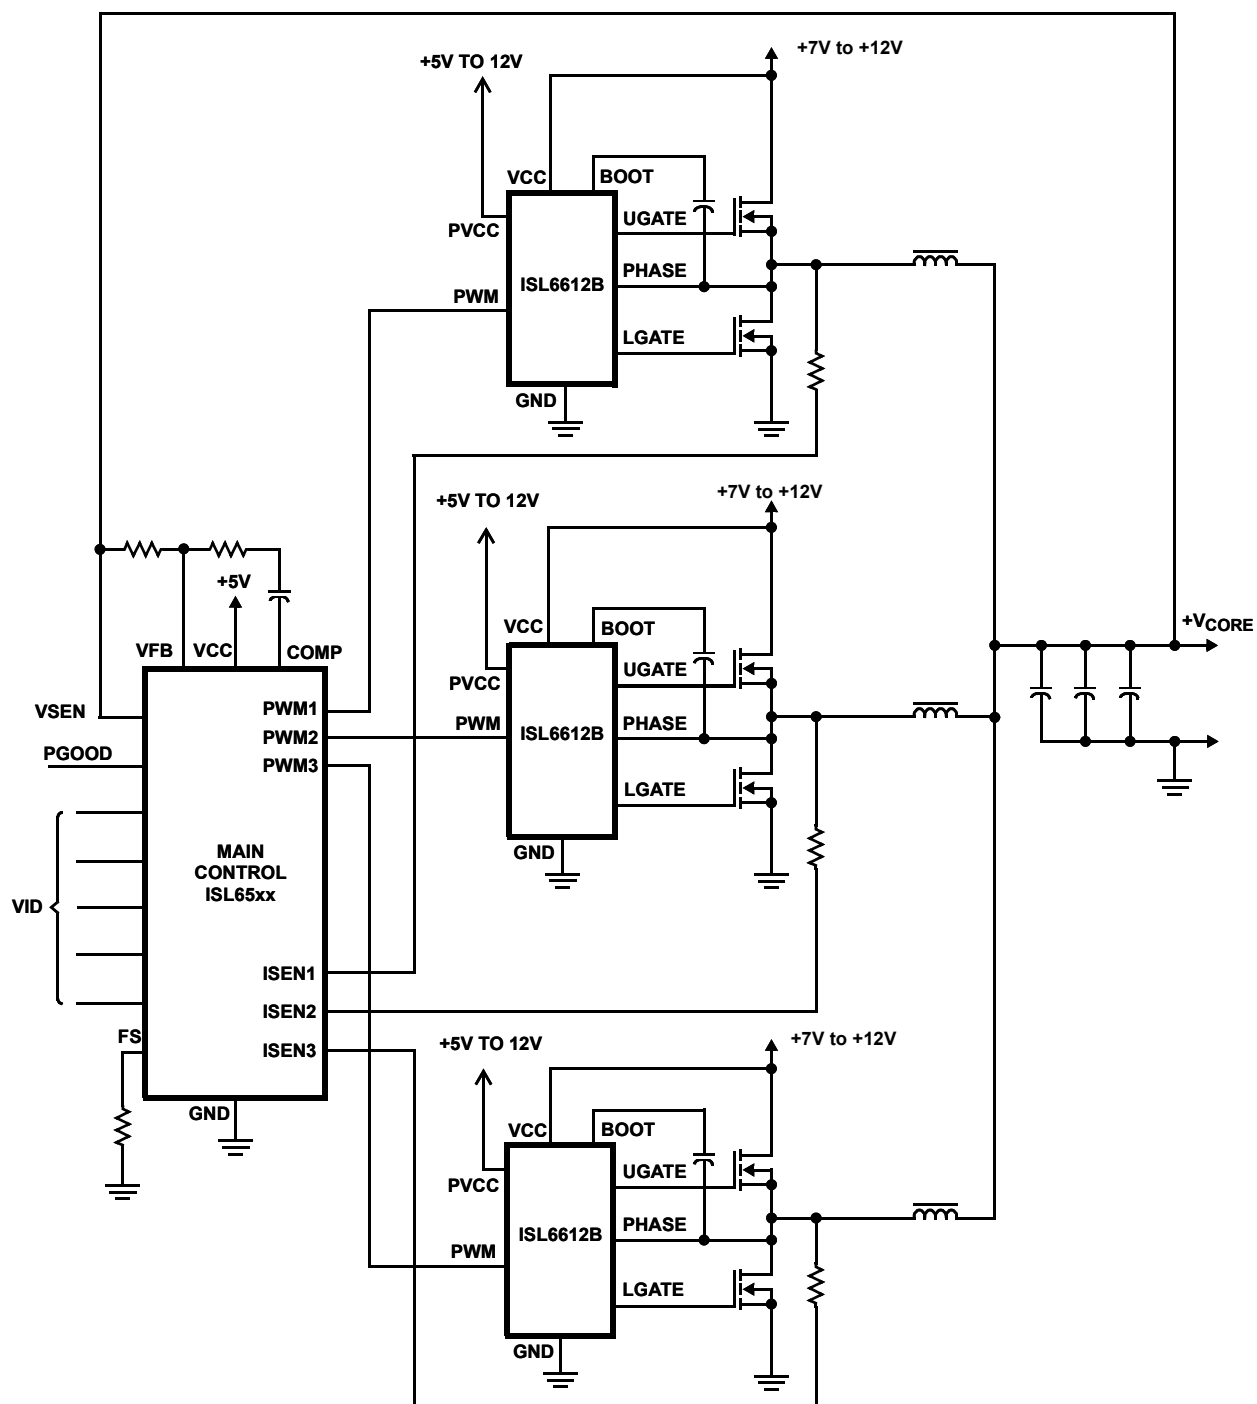 +7V to +12V
+5V TO 12V
VCC
BOOT
UGATE
PVCC
PHASE
ISL6612B
PWM
LGATE
GND
+7V to +12V
+5V TO 12V
+5V
VCC
BOOT
+VCORE
VFB
VCC
COMP
UGATE
PVCC
VSEN
PWM1
PWM
PHASE
ISL6612B
PWM2
PGOOD
PWM3
LGATE
MAIN
CONTROL
ISL65xx
GND
VID
ISEN1
ISEN2
FS
ISEN3
+5V TO 12V
+7V to +12V
GND
VCC
BOOT
UGATE
PVCC
PHASE
ISL6612B
PWM
LGATE
GND